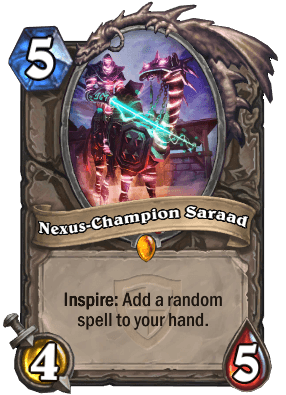 5
Nexus-Champion Saraad
Inspire: Add a random
spell to your hand.
4
5